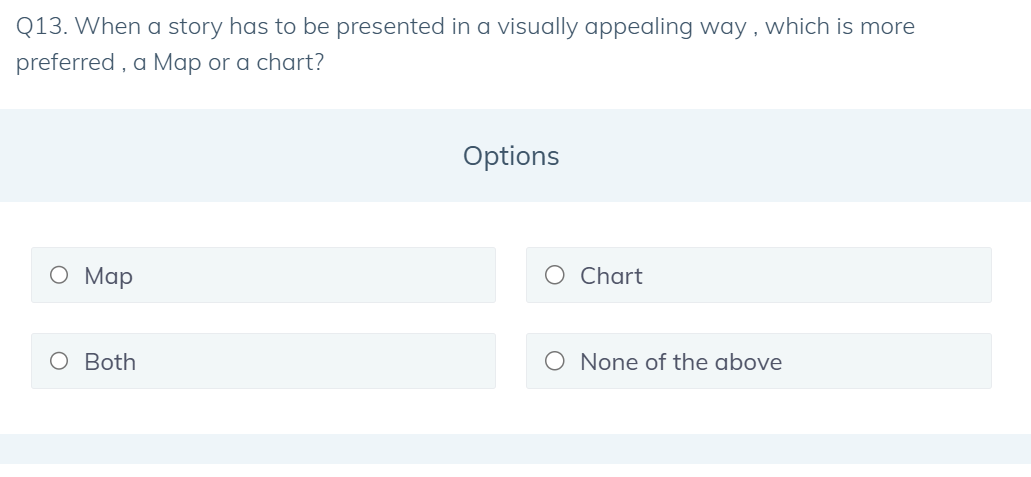 Q13. When a story has to be presented in a visually appealing way , which is more
preferred , a Map or a chart?
Options
Map
Chart
Both
None of the above